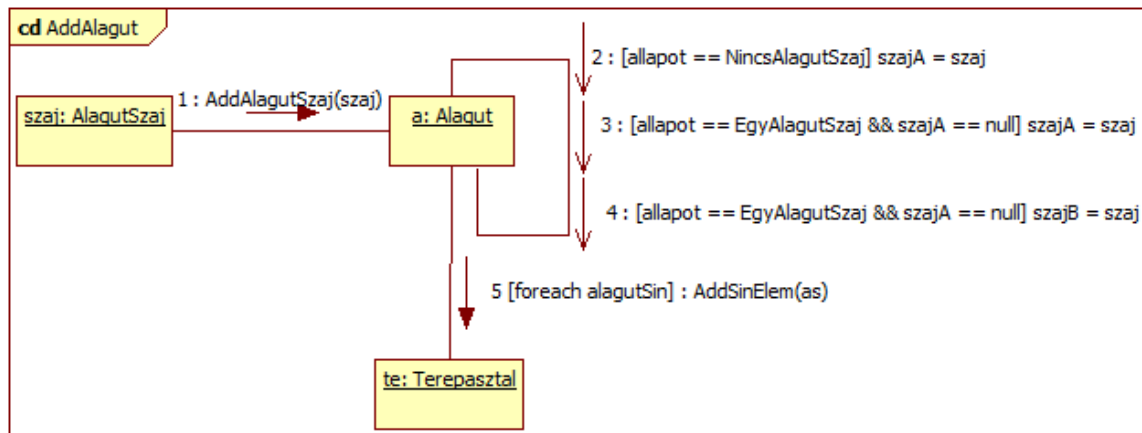 cd AddAlagut
2 : [allapot == NincsAlagutSzaj] szajA = szaj
1 : AddAlagutSzaj(szaj)
szaj: AlagutSzaj
a: Alagut
3 : [allapot == EgyAlagutSzaj && szajA == null] szajA = szaj
4 : [allapot == EgyAlagutSzaj && szajA == null] szajB = szaj
5 [foreach alagutSin] : AddSinElem(as)
te: Terepasztal